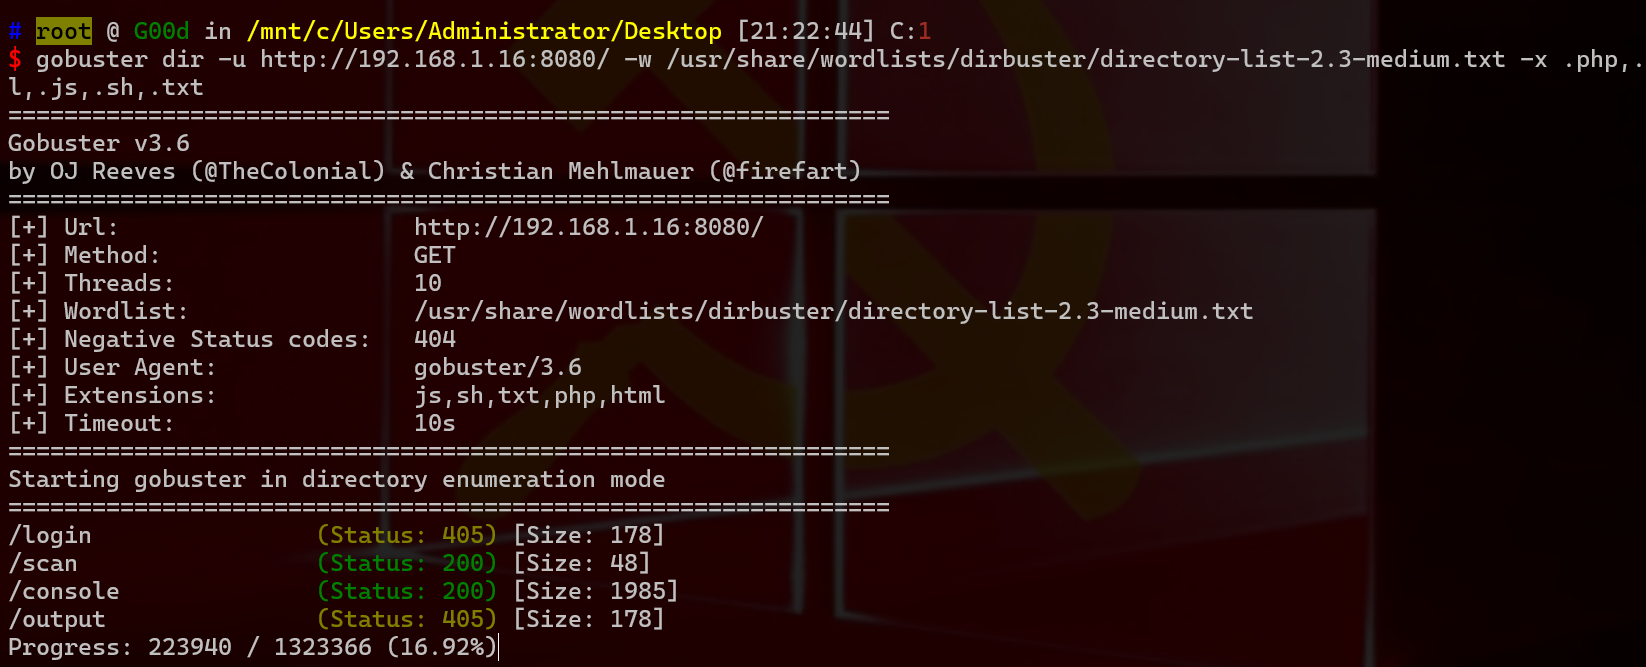 # root @ G00d in /mnt/c/Users/Administrator/Desktop [21:22:44] C:1
$ gobuster dir -u http://192.168.1.16:8080/ -w /usr/share/wordlists/dirbuster/directory-list-2.3-medium.txt -x .php,.
l,.js,.sh,.txt
===============================================================
Gobuster v3.6
by OJ Reeves (@TheColonial) & Christian Mehlmauer (@firefart)
===============================================================
[+] Url:                     http://192.168.1.16:8080/
[+] Method:                  GET
[+] Threads:                 10
[+] Wordlist:                /usr/share/wordlists/dirbuster/directory-list-2.3-medium.txt
[+] Negative Status codes:   404
[+] User Agent:              gobuster/3.6
[+] Extensions:              js,sh,txt,php,html
[+] Timeout:                 10s
===============================================================
Starting gobuster in directory enumeration mode
===============================================================
/login                (Status: 405) [Size: 178]
/scan                 (Status: 200) [Size: 48]
/console              (Status: 200) [Size: 1985]
/output               (Status: 405) [Size: 178]
Progress: 223940 / 1323366 (16.92%)